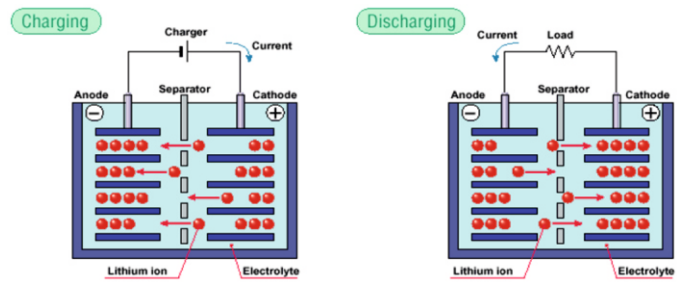 Charging
Charger
Current
Anode
Separator
Cathode
−
+
Lithium ion
Electrolyte
Discharging
Current
Load
Anode
Separator
Cathode
−
+
Lithium ion
Electrolyte